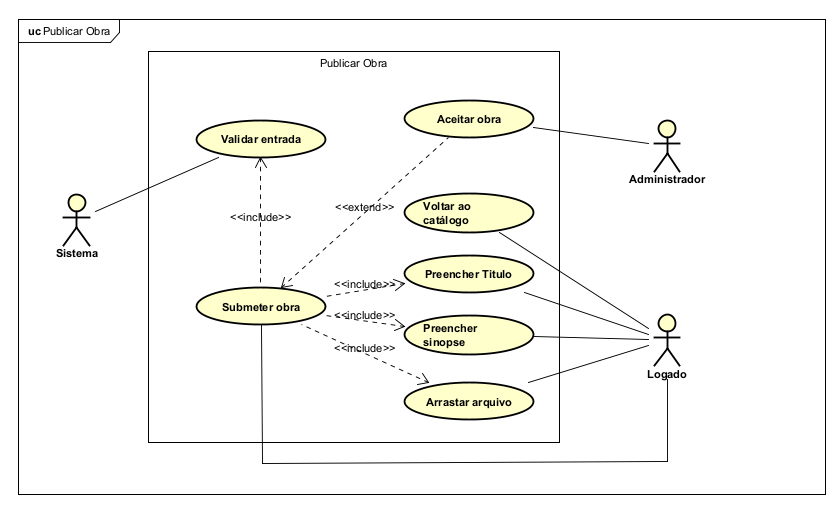 uc Publicar Obra
Publicar Obra
Aceitar obra
Validar entrada
Administrador
<<extend>>
Voltar ao
catálogo
<<include>>
Sistema
Preencher Titulo
<<include>>
Submeter obra
<<include>>
Preencher
sinopse
<<include>>
Logado
Arrastar arquivo